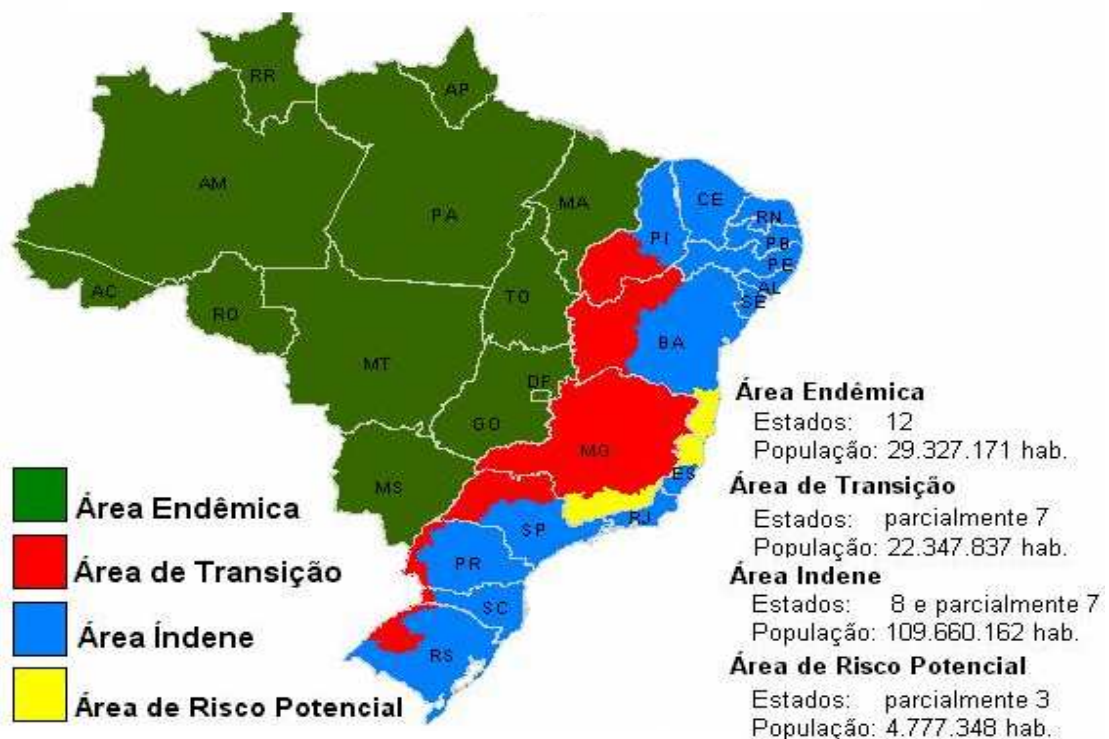 RR
AP
AM
PA
MA
CE
RN
PI
PB
PE
AC
TO
AL
SE
RO
BA
MT
DF
GO
MG
ES
MS
SP
RJ
PR
SC
RS
Área Endêmica
Área de Transição
Área Índene
Área de Risco Potencial
Área Endêmica
Estados: 12
População: 29.327.171 hab.
Área de Transição
Estados: parcialmente 7
População: 22.347.837 hab.
Área Indene
Estados: 8 e parcialmente 7
População: 109.660.162 hab.
Área de Risco Potencial
Estados: parcialmente 3
População: 4.777.348 hab.